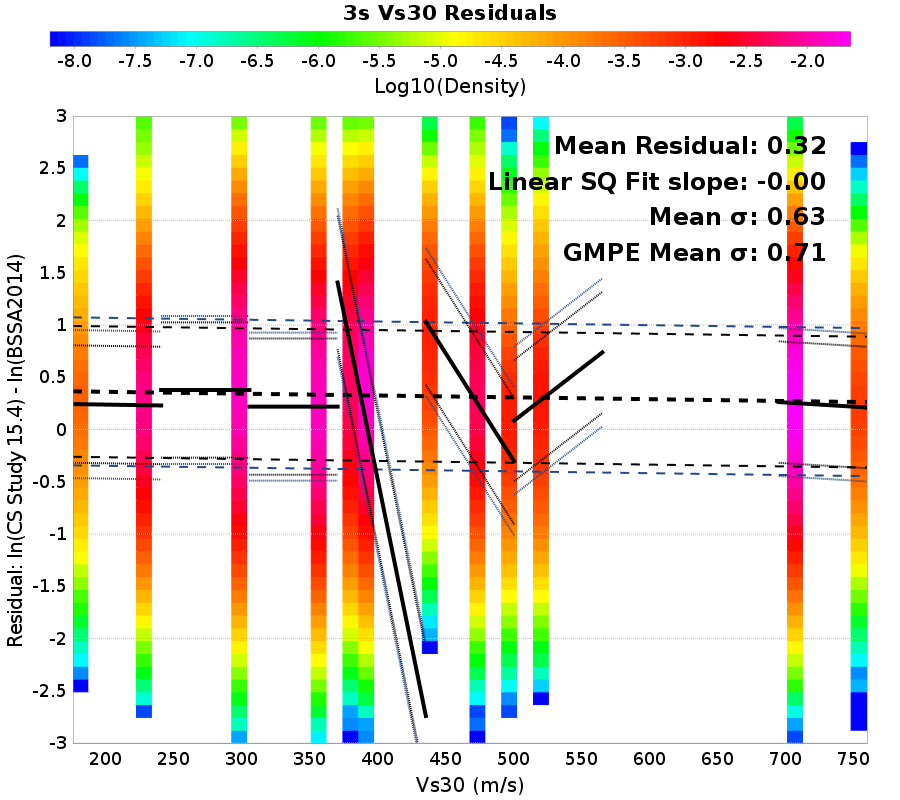 3s Vs30 Residuals
-8.0 -7.5 -7.0 -6.5 -6.0 -5.5 -5.0 -4.5 -4.0 -3.5 -3.0 -2.5 -2.0
Log10(Density)
Mean Residual: 0.32
Linear SQ Fit slope: -0.00
Mean σ: 0.63
GMPE Mean σ: 0.71
Residual: ln(CS Study 15.4) - ln(BSSA2014)
3
2.5
2
1.5
1
0.5
0
-0.5
-1
-1.5
-2
-2.5
-3
200 250 300 350 400 450 500 550 600 650 700 750
Vs30 (m/s)